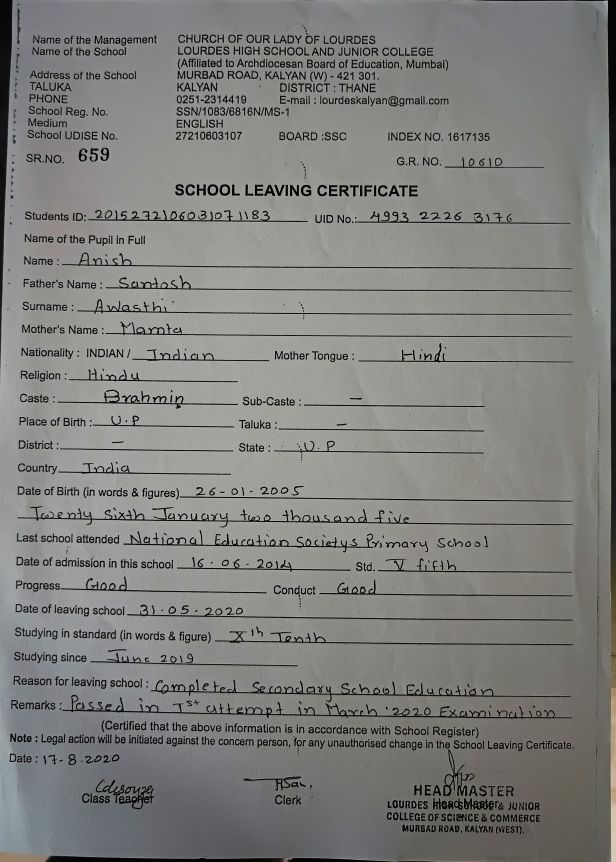 Name of the Management CHURCH OF OUR LADY OF LOURDES
Name of the School LOURDES HIGH SCHOOL AND JUNIOR COLLEGE
(Affiliated to Archdiocesan Board of Education, Mumbai)
Address of the School MURBAD ROAD, KALYAN (W) - 421 301.
TALUKA KALYAN DISTRICT : THANE
PHONE 0251-2314419 E-mail : lourdeskalyan@gmail.com
School Reg. No. SSN/1083/6816N/MS-1
Medium ENGLISH
School UDISE No. 27210603107 BOARD :SSC INDEX NO. 1617135
SR.NO. 659 G.R. NO. 10610
SCHOOL LEAVING CERTIFICATE
Students ID: 2015272106031071183 UID No.: 4993 2226 3176
Name of the Pupil in Full
Name : Anish
Father's Name : Santosh
Surname : Awasthi
Mother's Name : Mamta
Nationality : INDIAN / Indian Mother Tongue : Hindi
Religion : Hindu
Caste : Brahmin Sub-Caste : —
Place of Birth : U.P Taluka : —
District : — State : U.P
Country India
Date of Birth (in words & figures) 26-01-2005
Twenty Sixth January two thousand five
Last school attended National Education Societys Primary School
Date of admission in this school 16.06.2014 Std. V fifth
Progress Good Conduct Good
Date of leaving school 31.05.2020
Studying in standard (in words & figure) Xth Tenth
Studying since June 2019
Reason for leaving school : Completed Secondary School Education
Remarks : Passed in Ist attempt in March '2020 Examination
(Certified that the above information is in accordance with School Register)
Note : Legal action will be initiated against the concern person, for any unauthorised change in the School Leaving Certificate.
Date : 17-8.2020
Class Teacher Clerk HEAD MASTER
Head Master
LOURDES HIGH SCHOOL & JUNIOR
COLLEGE OF SCIENCE & COMMERCE
MURBAD ROAD, KALYAN (WEST).